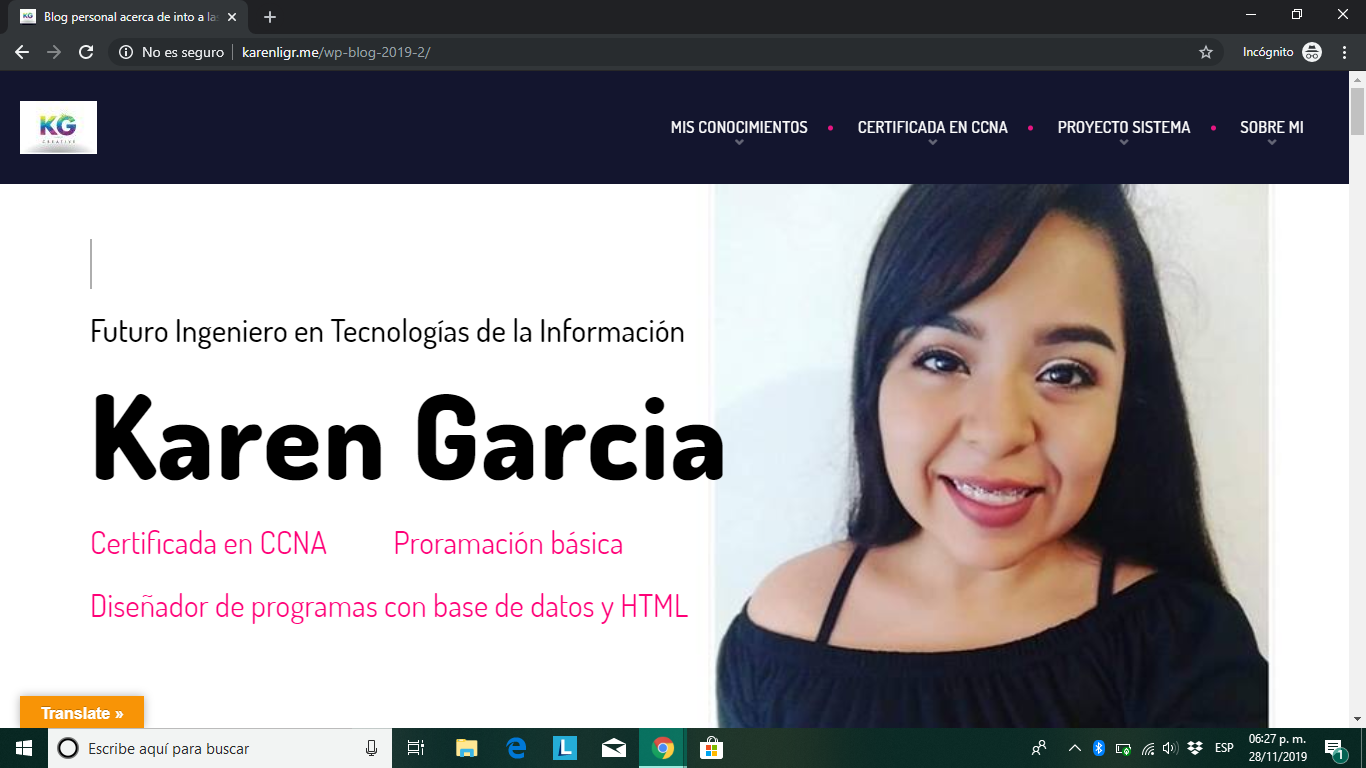 Blog personal acerca de into a las
No es seguro
karenligr.me/wp-blog-2019-2/
Incógnito
KG
CREATIVE
MIS CONOCIMIENTOS
CERTIFICADA EN CCNA
PROYECTO SISTEMA
SOBRE MI
Futuro Ingeniero en Tecnologías de la Información
Karen Garcia
Certificada en CCNA
Proramación básica
Diseñador de programas con base de datos y HTML
Translate »
Escribe aquí para buscar
L
ESP
06:27 p. m.
28/11/2019
1